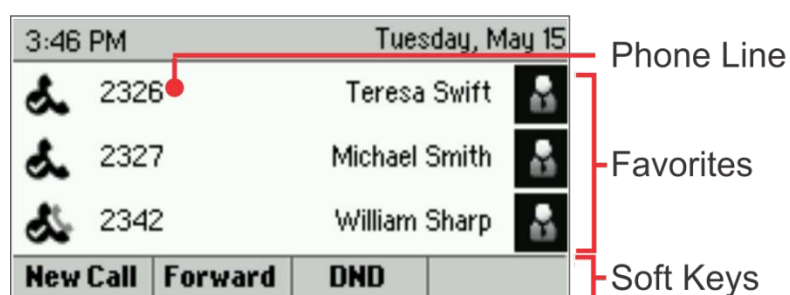 3:46 PM Tuesday, May 15
Phone Line
2326 Teresa Swift
2327 Michael Smith
Favorites
2342 William Sharp
New Call Forward DND
Soft Keys